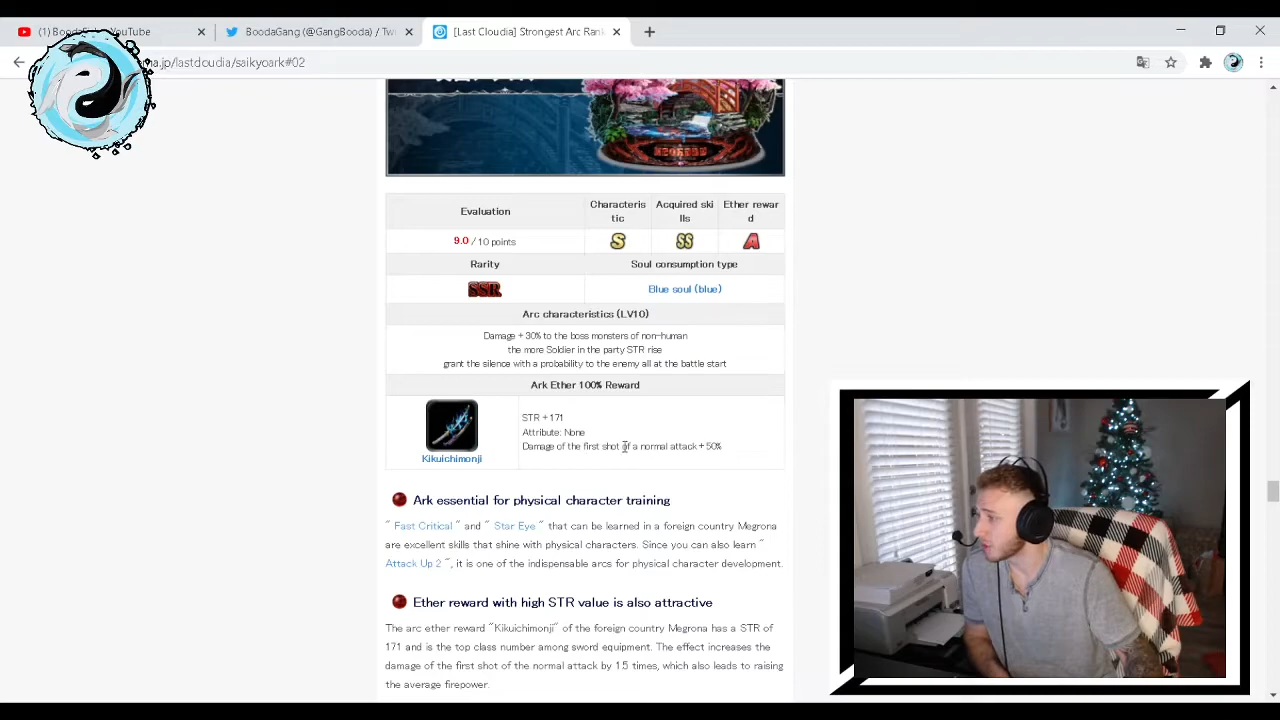 BoodaGang (@GangBooda) / Tw
[Last Cloudia] Strongest Arc Rank
.jp/lastcloudia/saikyoark#02
Evaluation
Characteris
tic
Acquired ski
lls
Ether rewar
d
9.0 / 10 points
S
SS
A
Rarity
Soul consumption type
SSR
Blue soul (blue)
Arc characteristics (LV10)
Damage + 30% to the boss monsters of non-human
the more Soldier in the party STR rise
grant the silence with a probability to the enemy all at the battle start
Ark Ether 100% Reward
STR + 171
Attribute: None
Damage of the first shot of a normal attack + 50%
Kikuichimonji
Ark essential for physical character training
" Fast Critical " and " Star Eye " that can be learned in a foreign country Megrona
are excellent skills that shine with physical characters. Since you can also learn "
Attack Up 2 ", it is one of the indispensable arcs for physical character development.
Ether reward with high STR value is also attractive
The arc ether reward "Kikuichimonji" of the foreign country Megrona has a STR of
171 and is the top class number among sword equipment. The effect increases the
damage of the first shot of the normal attack by 1.5 times, which also leads to raising
the average firepower.